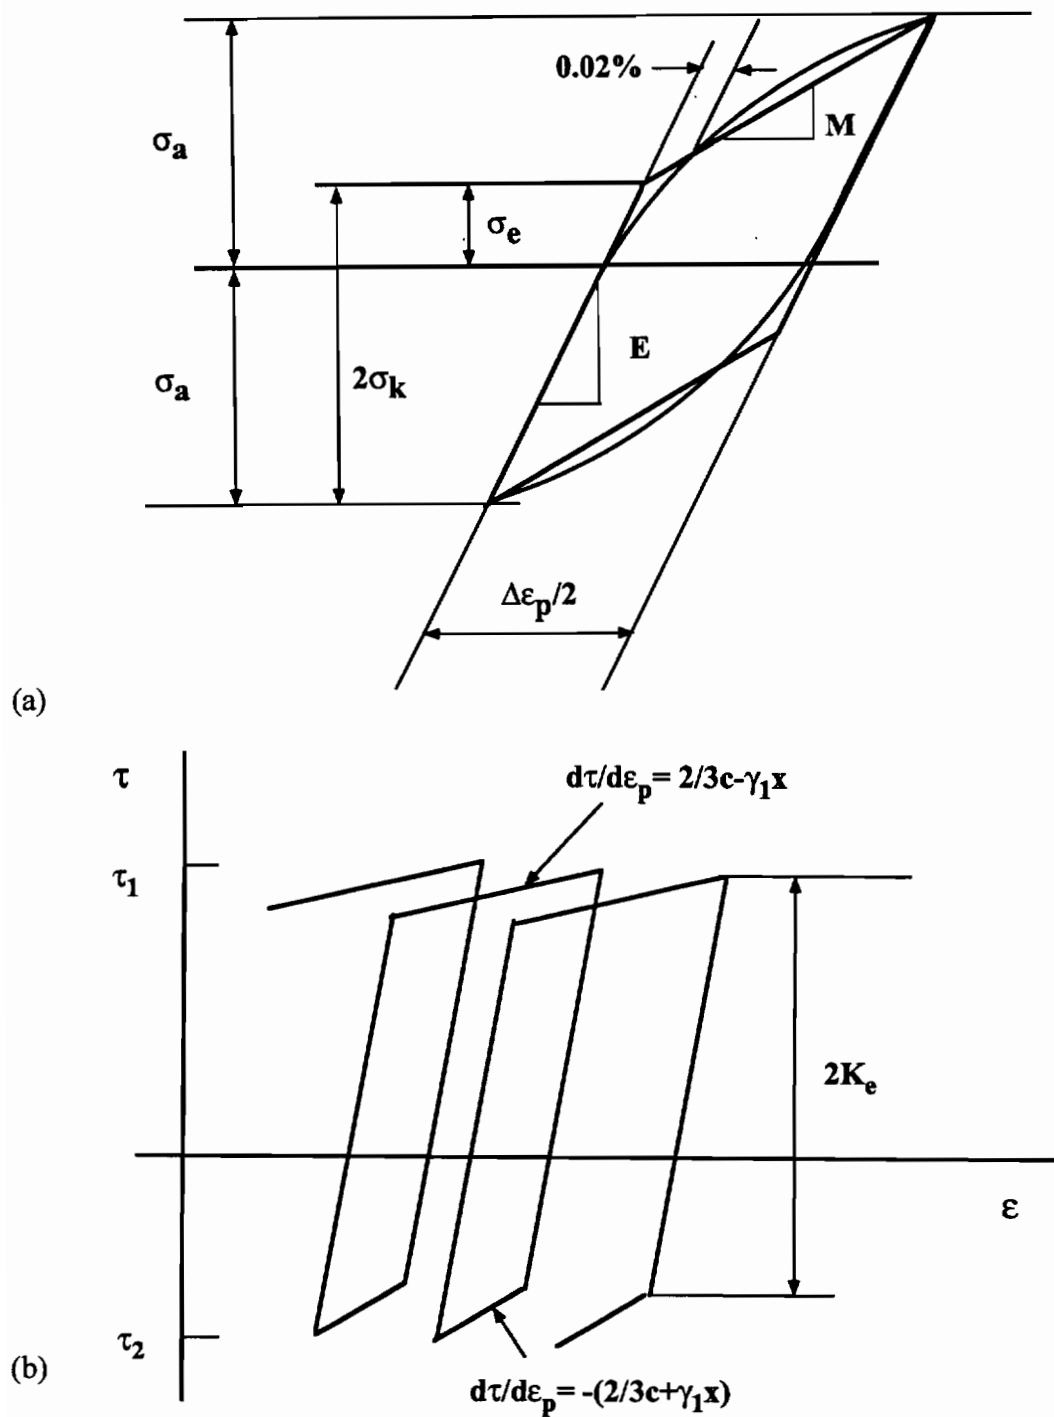 0.02%
σa
M
σe
E
2σk
σa
Δεp/2
(a)
τ
dτ/dεp= 2/3c-γ1x
τ1
2Ke
ε
τ2
(b)
dτ/dεp= -(2/3c+γ1x)